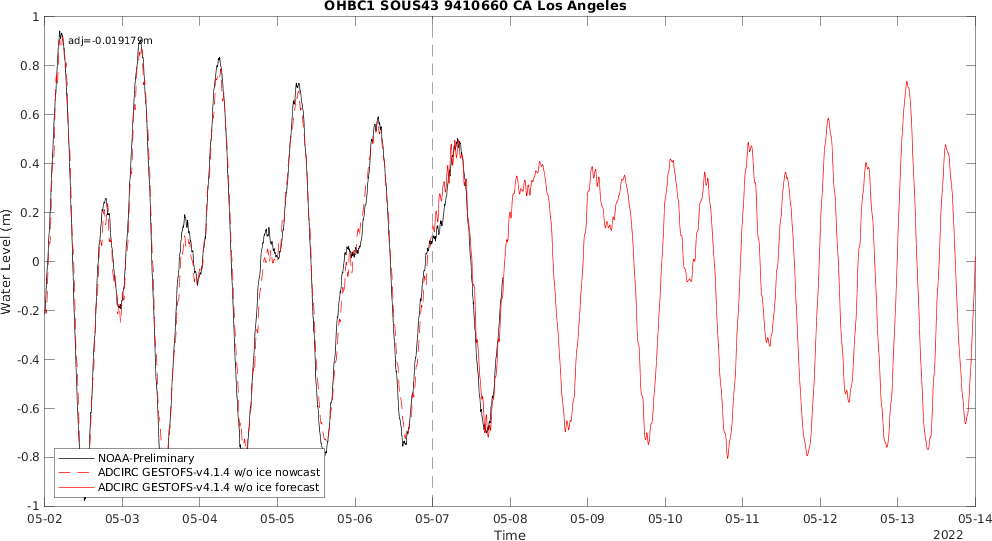 OHBC1 SOUS43 9410660 CA Los Angeles
adj=-0.019179m
Water Level (m)
1
0.8
0.6
0.4
0.2
0
-0.2
-0.4
-0.6
-0.8
-1
NOAA-Preliminary
ADCIRC GESTOFS-v4.1.4 w/o ice nowcast
ADCIRC GESTOFS-v4.1.4 w/o ice forecast
05-02 05-03 05-04 05-05 05-06 05-07 05-08 05-09 05-10 05-11 05-12 05-13 05-14
Time
2022